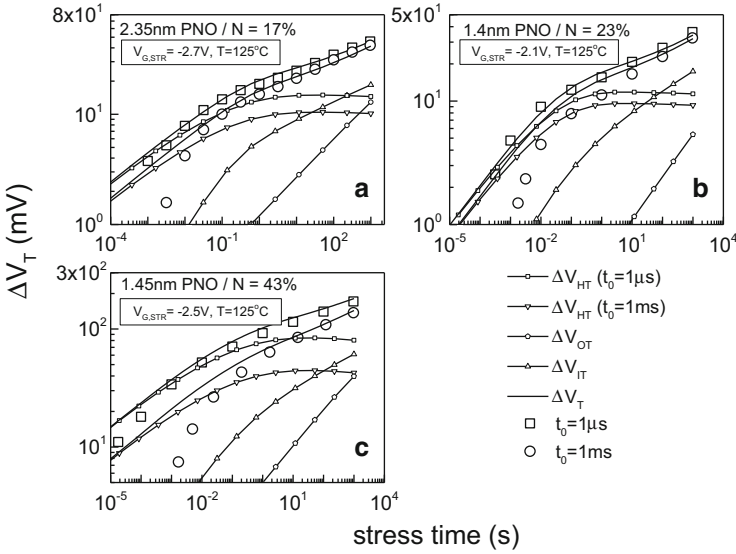 8x10¹
2.35nm PNO / N = 17%
V_G,STR= -2.7V, T=125°C
10¹
10⁰
10⁻⁴ 10⁻¹ 10²
a
5x10¹
1.4nm PNO / N = 23%
V_G,STR= -2.1V, T=125°C
10¹
10⁰
10⁻⁵ 10⁻² 10¹ 10⁴
b
3x10²
1.45nm PNO / N = 43%
V_G,STR= -2.5V, T=125°C
10²
10¹
10⁻⁵ 10⁻² 10¹ 10⁴
c
ΔV_T (mV)
stress time (s)
ΔV_HT (t₀=1μs)
ΔV_HT (t₀=1ms)
ΔV_OT
ΔV_IT
ΔV_T
t₀=1μs
t₀=1ms